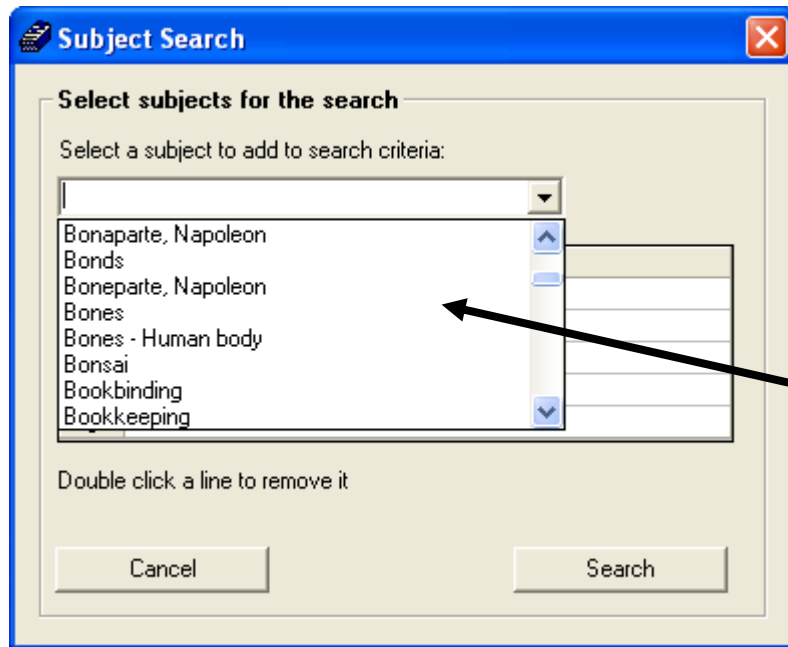 Subject Search
Select subjects for the search
Select a subject to add to search criteria:
Bonaparte, Napoleon
Bonds
Boneparte, Napoleon
Bones
Bones - Human body
Bonsai
Bookbinding
Bookkeeping
Double click a line to remove it
Cancel
Search